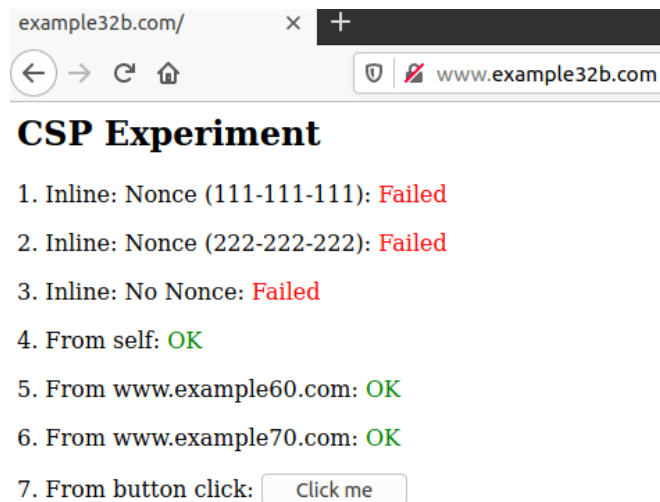 example32b.com/
www.example32b.com
CSP Experiment
1. Inline: Nonce (111-111-111): Failed
2. Inline: Nonce (222-222-222): Failed
3. Inline: No Nonce: Failed
4. From self: OK
5. From www.example60.com: OK
6. From www.example70.com: OK
7. From button click: Click me